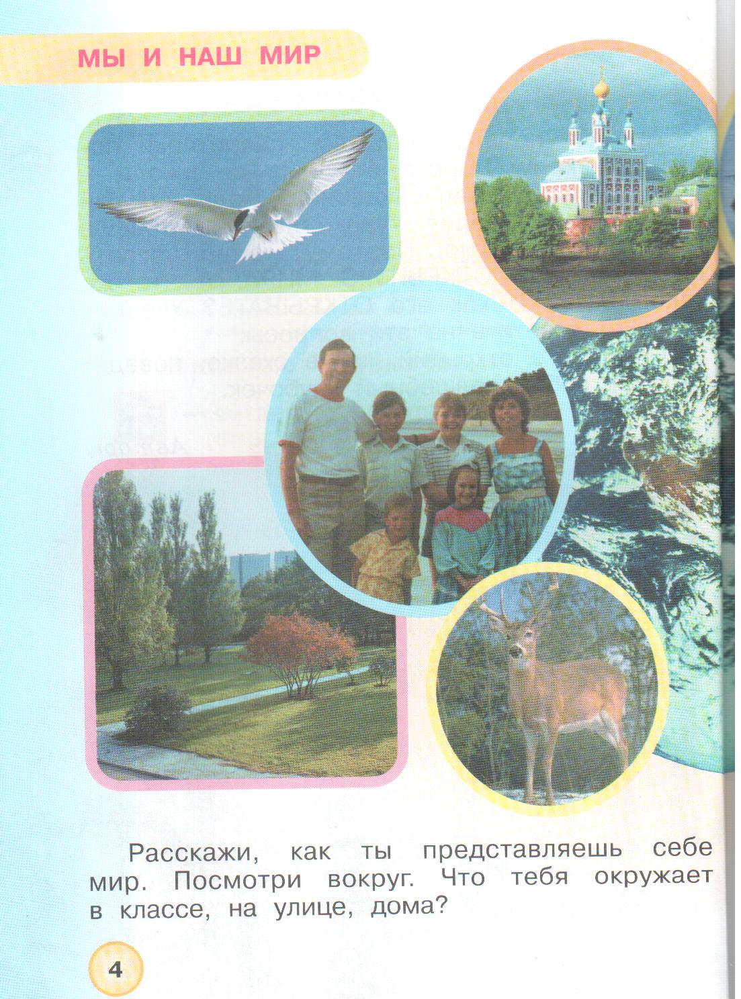 МЫ И НАШ МИР
Расскажи, как ты представляешь себе
мир. Посмотри вокруг. Что тебя окружает
в классе, на улице, дома?
4